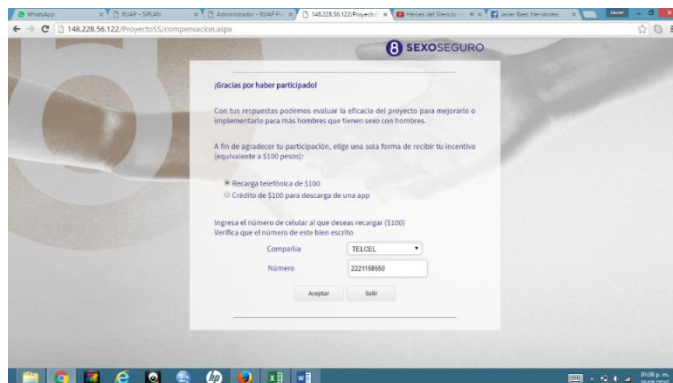 WhatsApp
BUAP - SIPLAN
148.228.56.122/Proyecto
Héroes del Silencio -
Javier Baez Hernández
148.228.56.122/ProyectoSS/compensacion.aspx
8 SEXOSEGURO
¡Gracias por haber participado!
Con tus respuestas podemos evaluar la eficacia del proyecto para mejorarlo o
implementarlo para más hombres que tienen sexo con hombres.
A fin de agradecer tu participación, elige una sola forma de recibir tu incentivo
(equivalente a $100 pesos):
Recarga telefónica de $100
Crédito de $100 para descarga de una app
Ingresa el número de celular al que deseas recargar ($100)
Verifica que el número de este bien escrito
Compañía TELCEL
Número 2221158550
Aceptar Salir
01:08 p. m.